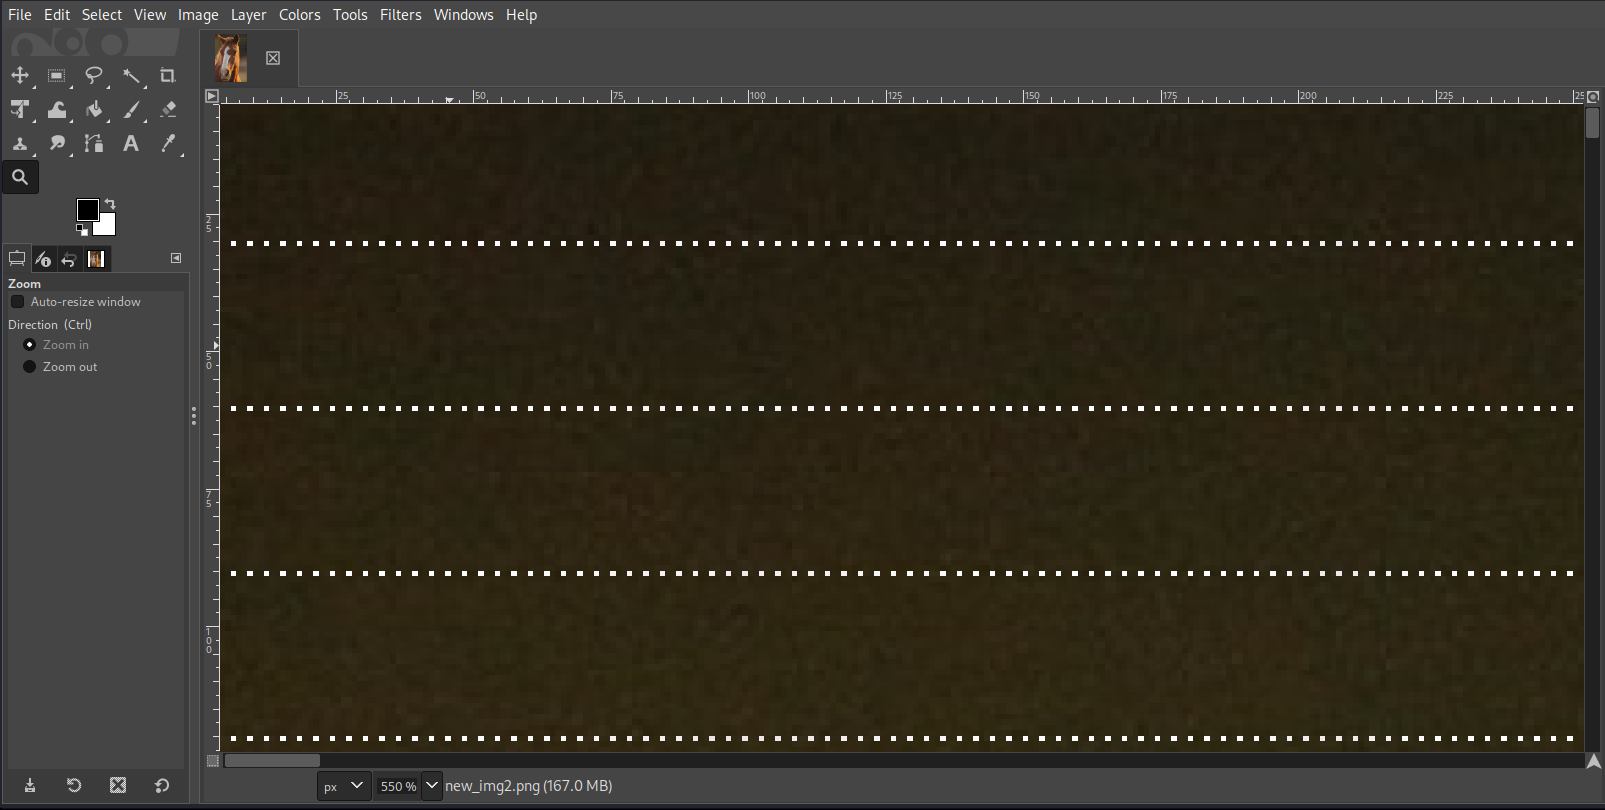 File Edit Select View Image Layer Colors Tools Filters Windows Help
25 50 75 100 125 150 175 200 225 25
25
50
75
100
Zoom
Auto-resize window
Direction (Ctrl)
Zoom in
Zoom out
px 550 % new_img2.png (167.0 MB)